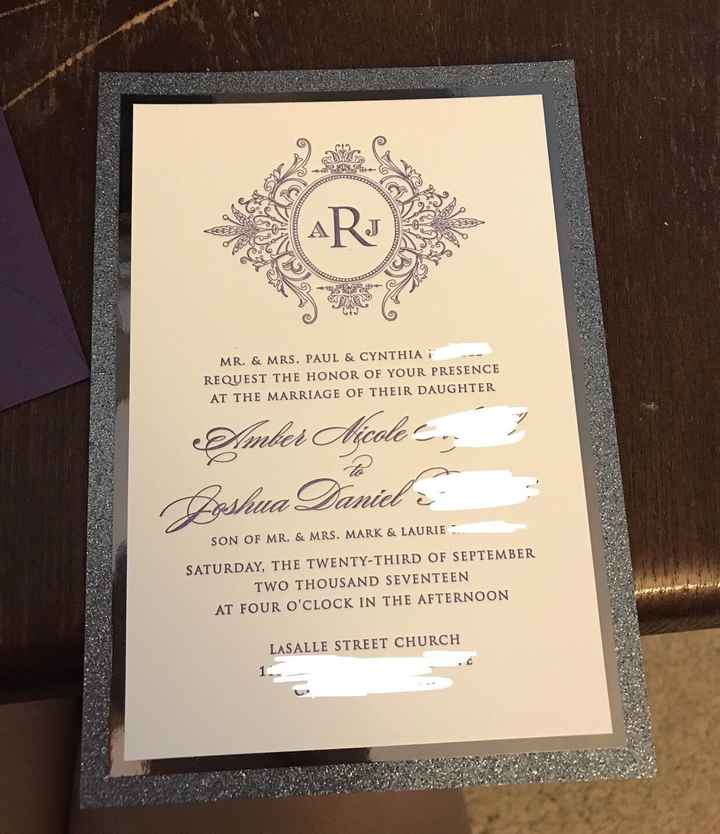 ARJ
MR. & MRS. PAUL & CYNTHIA
REQUEST THE HONOR OF YOUR PRESENCE
AT THE MARRIAGE OF THEIR DAUGHTER
Amber Nicole
to
Joshua Daniel
SON OF MR. & MRS. MARK & LAURIE
SATURDAY, THE TWENTY-THIRD OF SEPTEMBER
TWO THOUSAND SEVENTEEN
AT FOUR O'CLOCK IN THE AFTERNOON
LASALLE STREET CHURCH